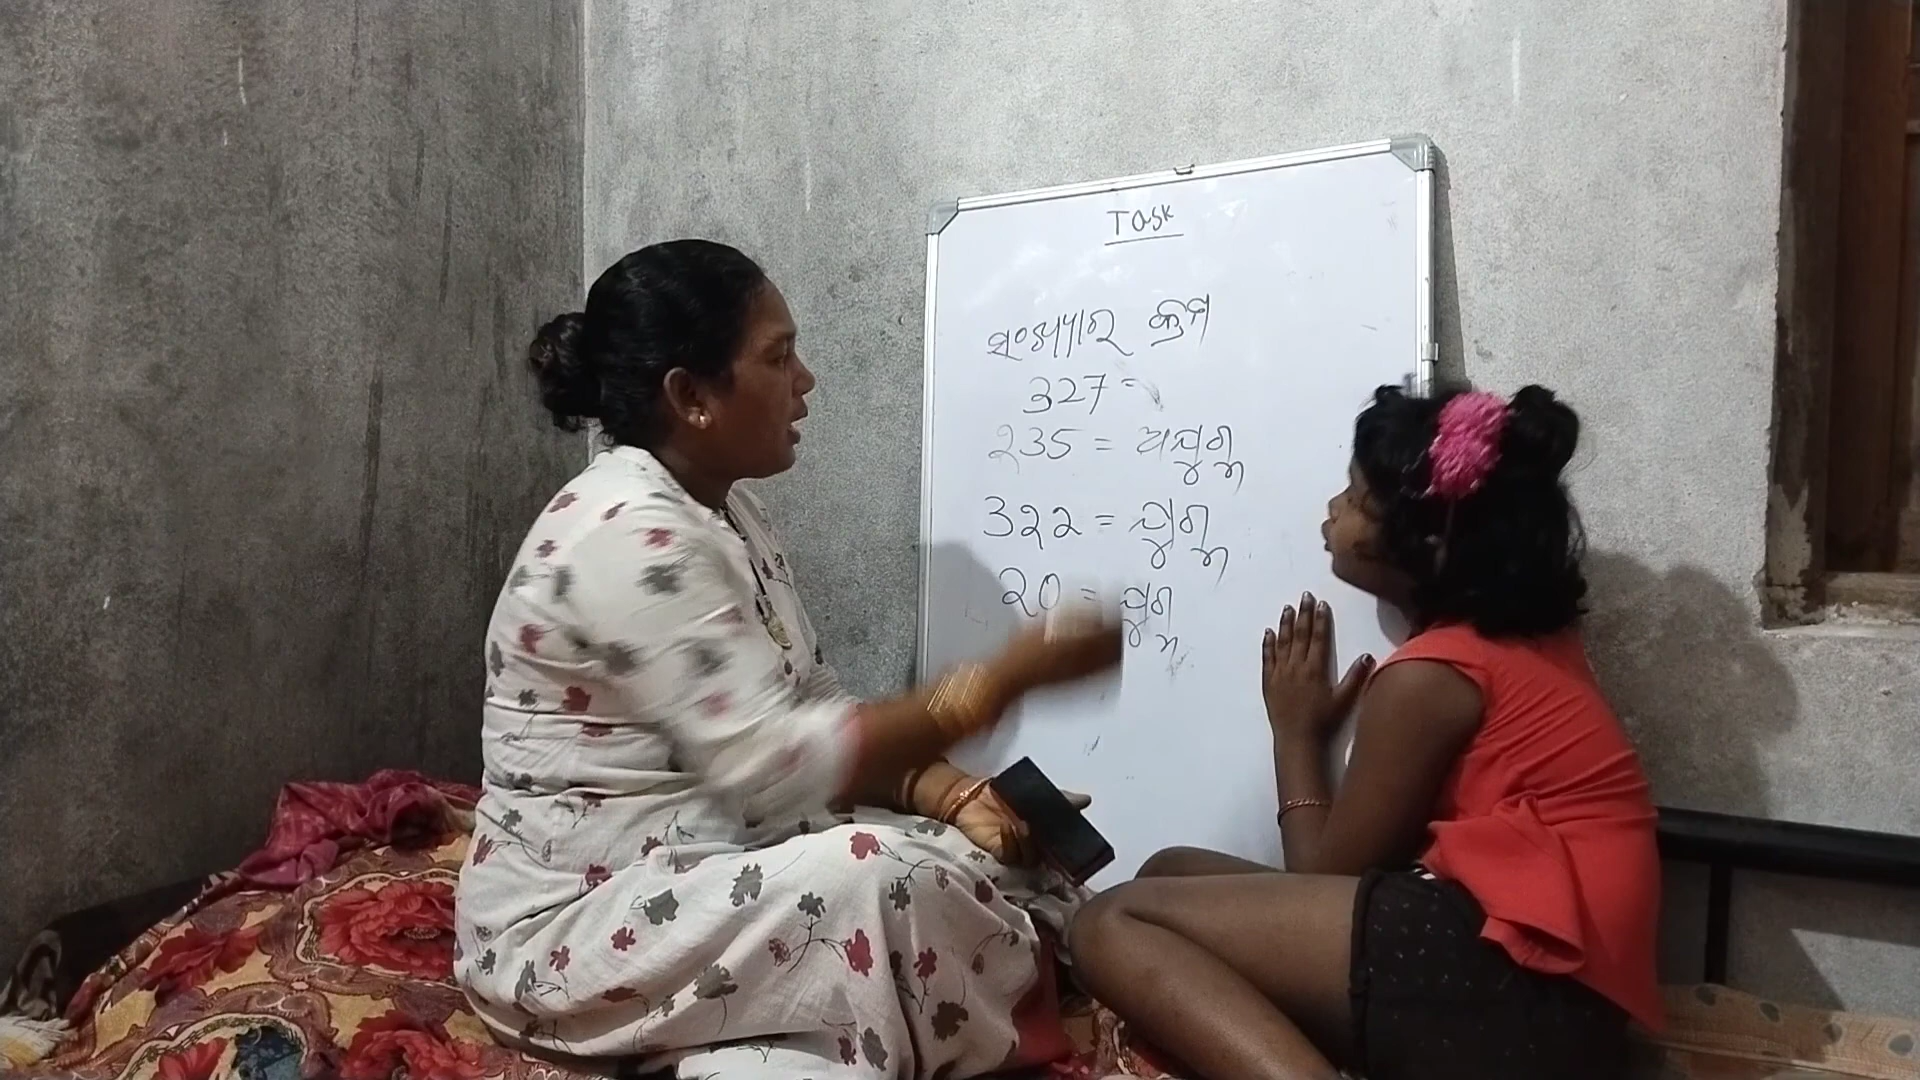 Task
ସଂଖ୍ୟାର କ୍ରିମ
327 =
235 = ଅଯୁଗ୍ମ
322 = ଯୁଗ୍ମ
20 = ଯୁଗ୍ମ